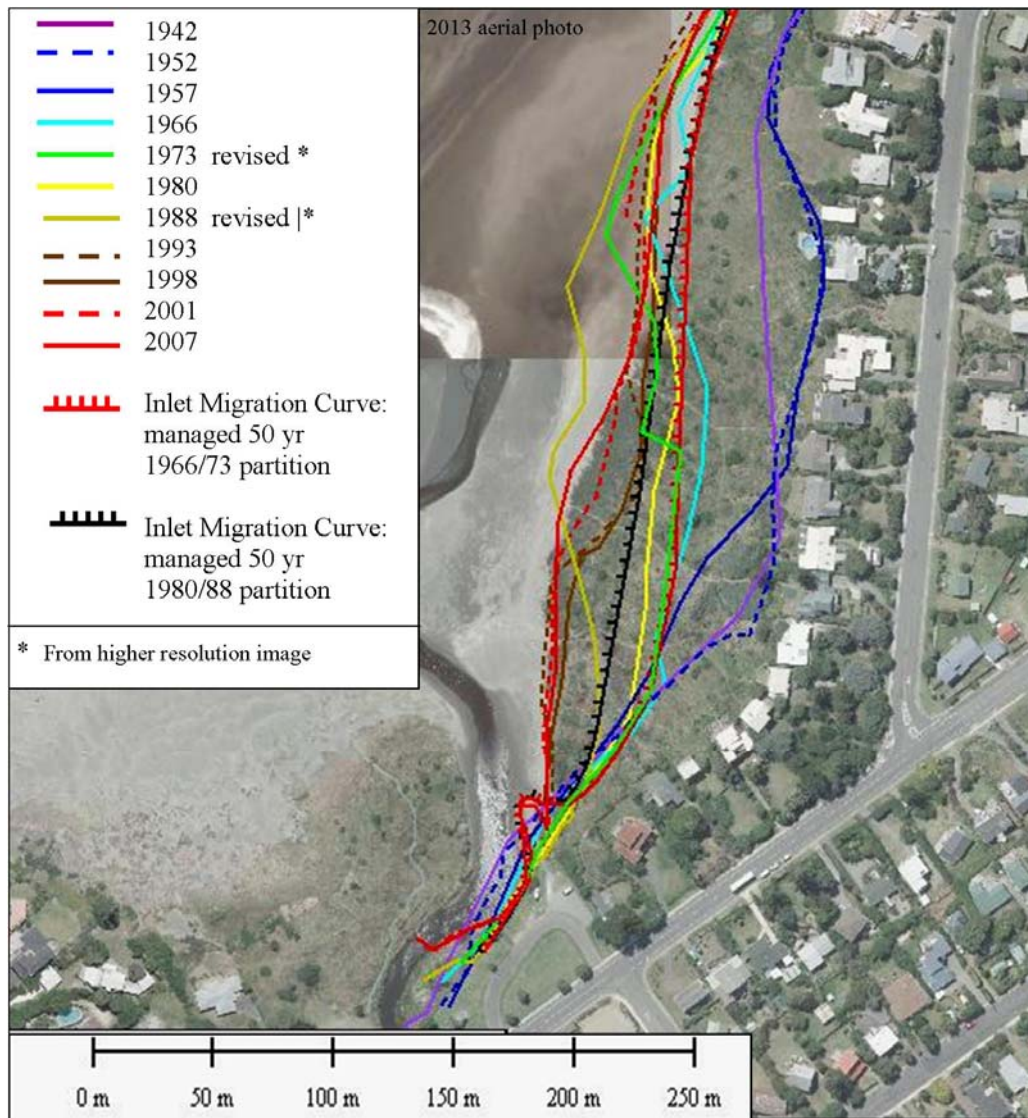 1942
1952
1957
1966
1973 revised *
1980
1988 revised |*
1993
1998
2001
2007
Inlet Migration Curve:
managed 50 yr
1966/73 partition
Inlet Migration Curve:
managed 50 yr
1980/88 partition
* From higher resolution image
2013 aerial photo
0 m 50 m 100 m 150 m 200 m 250 m